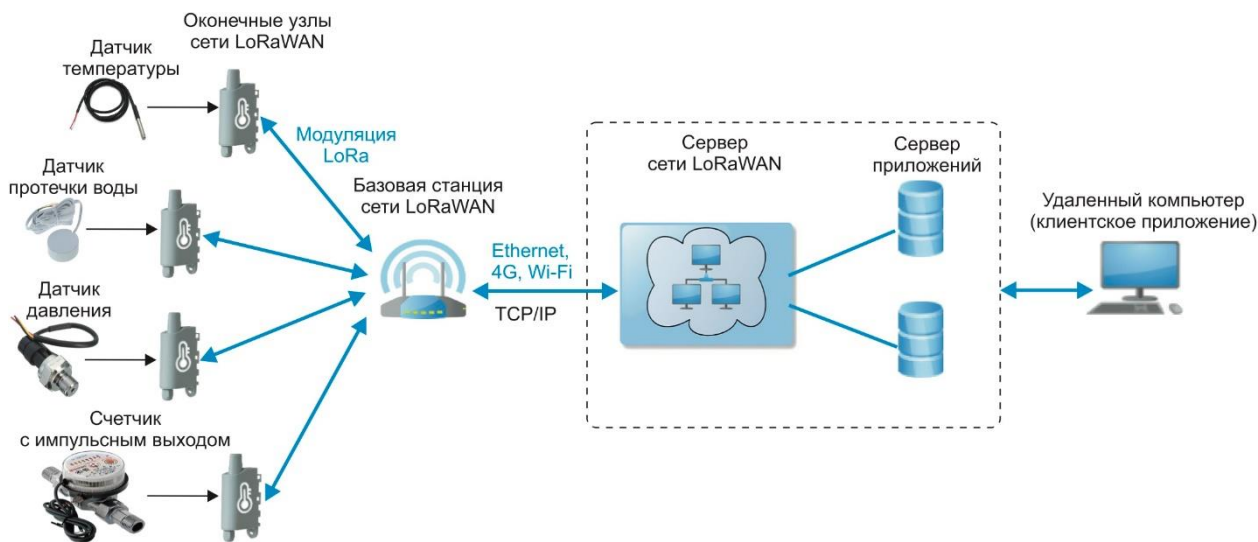 Оконечные узлы
сети LoRaWAN
Датчик
температуры
Модуляция
LoRa
Датчик
протечки воды
Базовая станция
сети LoRaWAN
Датчик
давления
Счетчик
с импульсным выходом
Ethernet,
4G, Wi-Fi
TCP/IP
Сервер
сети LoRaWAN
Сервер
приложений
Удаленный компьютер
(клиентское приложение)